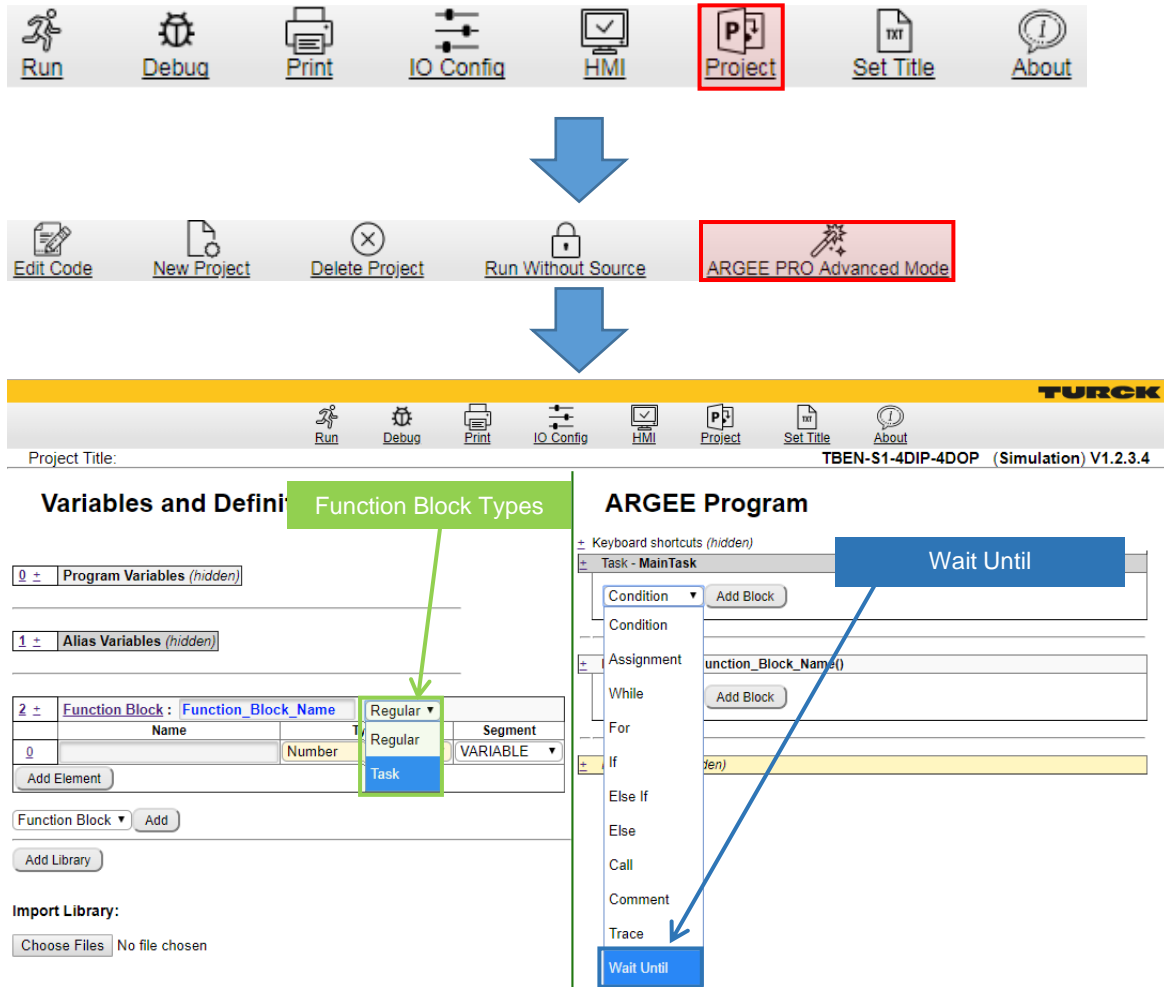 Run Debug Print IO Config HMI Project Set Title About
Edit Code New Project Delete Project Run Without Source ARGEE PRO Advanced Mode
TURCK
Run Debug Print IO Config HMI Project Set Title About
Project Title: TBEN-S1-4DIP-4DOP (Simulation) V1.2.3.4
Variables and Defini
Function Block Types
0 + Program Variables (hidden)
1 + Alias Variables (hidden)
2 + Function Block : Function_Block_Name Regular
Name Ty Segment
0 Number VARIABLE
Regular
Task
Add Element
Function Block Add
Add Library
Import Library:
Choose Files No file chosen
ARGEE Program
+ Keyboard shortcuts (hidden)
+ Task - MainTask
Wait Until
Condition Add Block
Condition
Assignment
+ unction_Block_Name()
While
Add Block
For
If
+ den)
Else If
Else
Call
Comment
Trace
Wait Until